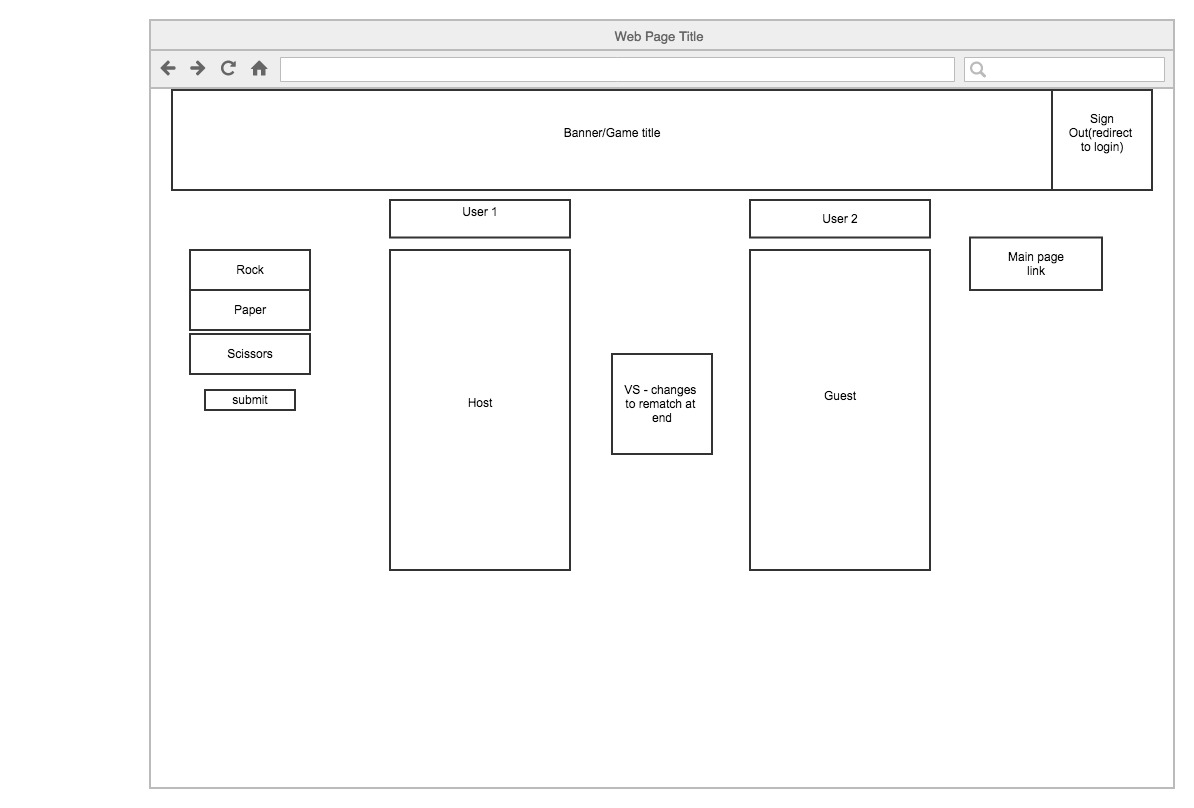 Web Page Title
Banner/Game title
Sign
Out(redirect
to login)
User 1
User 2
Rock
Paper
Scissors
submit
Host
VS - changes
to rematch at
end
Guest
Main page
link